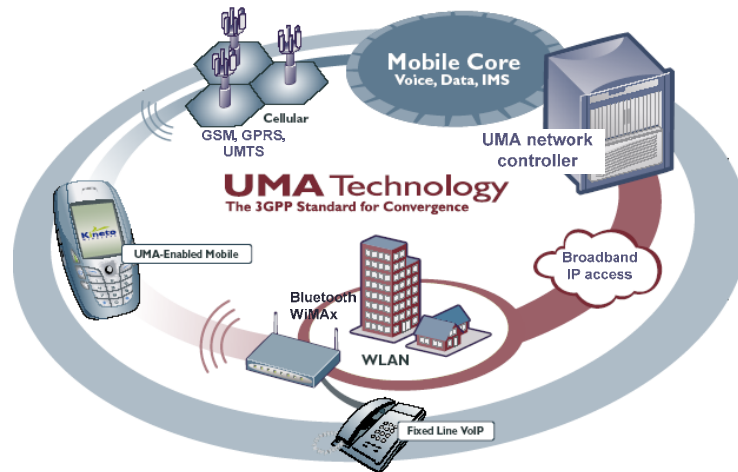 Mobile Core
Voice, Data, IMS
Cellular
GSM, GPRS,
UMTS
UMA network
controller
UMA Technology
The 3GPP Standard for Convergence
Kineto
UMA-Enabled Mobile
Broadband
IP access
Bluetooth
WiMAx
WLAN
Fixed Line VoIP